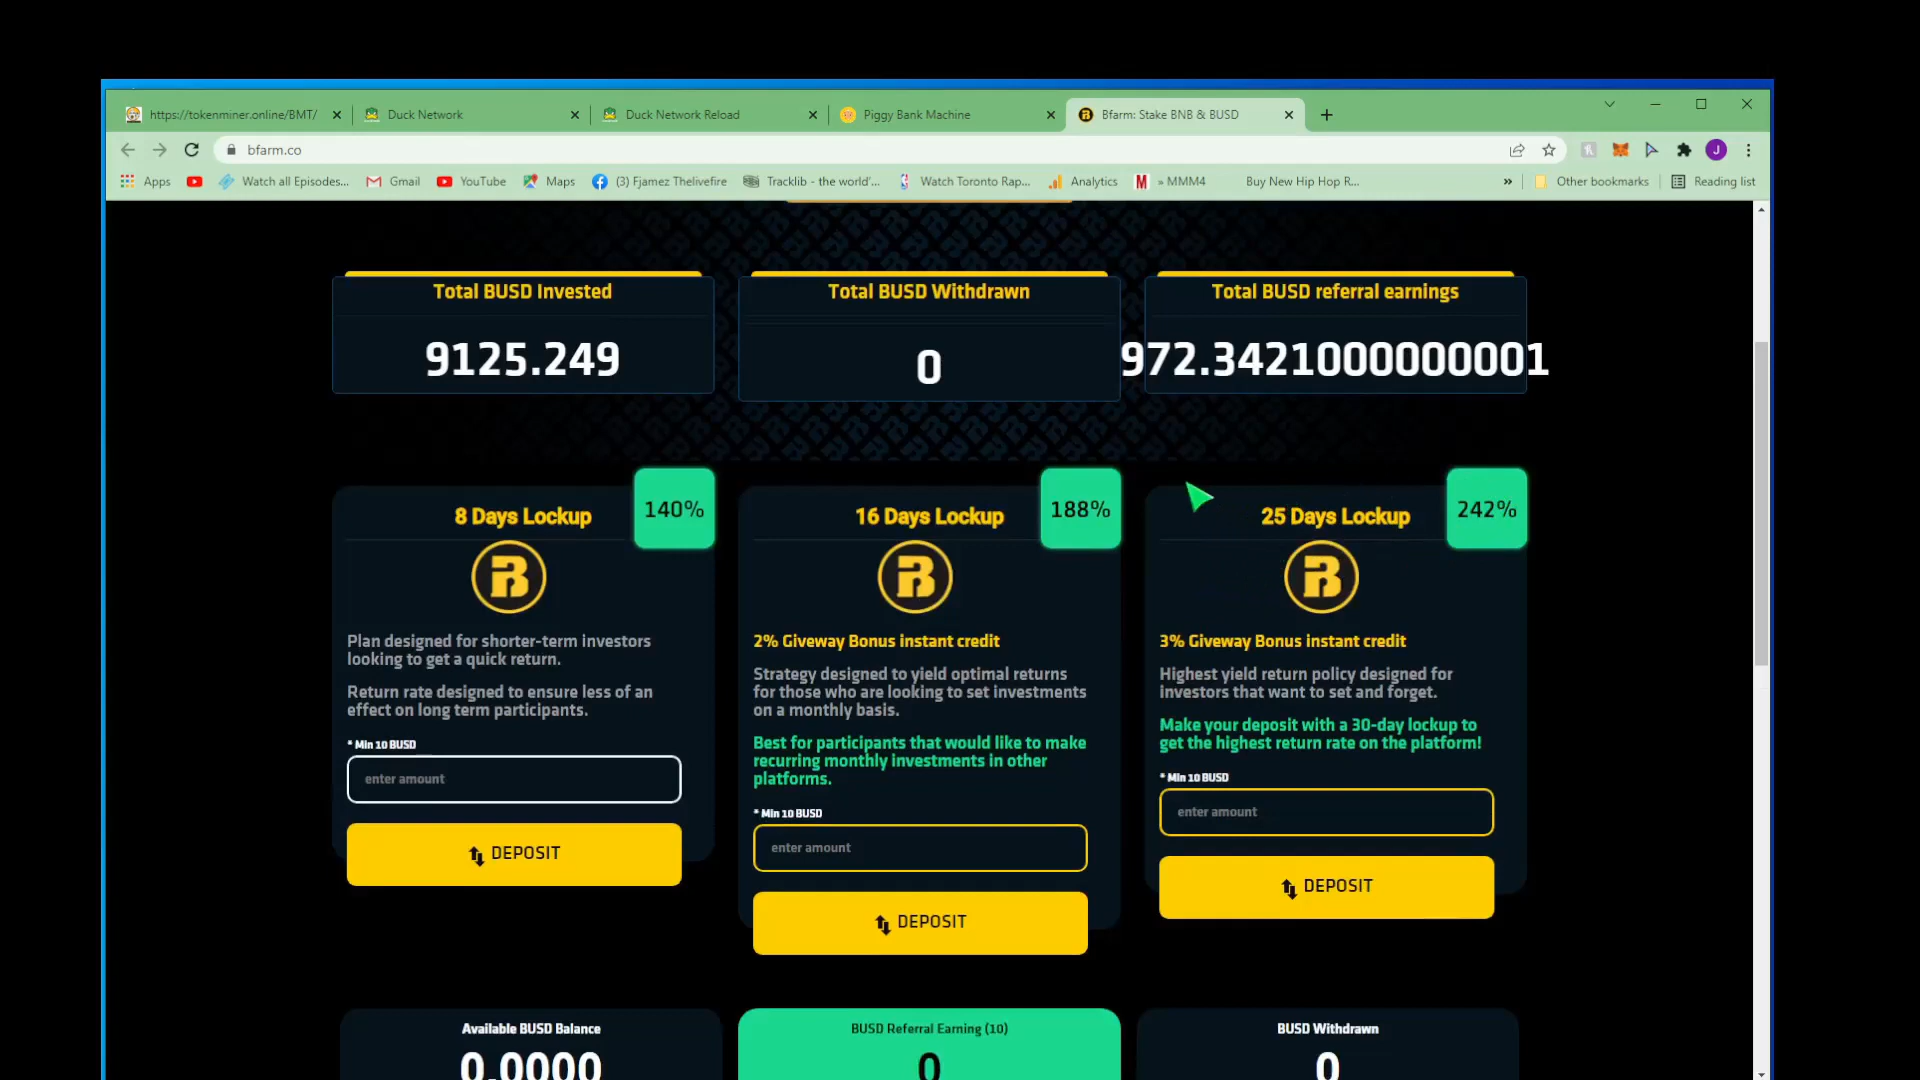 https://tokenminer.online/BMT/
Duck Network
Duck Network Reload
Piggy Bank Machine
Bfarm: Stake BNB & BUSD
bfarm.co
J
Apps
Watch all Episodes...
Gmail
YouTube
Maps
(3) Fjamez Thelivefire
Tracklib - the world'...
Watch Toronto Rap...
Analytics
» MMM4
Buy New Hip Hop R...
»
Other bookmarks
Reading list
Total BUSD Invested
9125.249
Total BUSD Withdrawn
0
Total BUSD referral earnings
972.3421000000001
8 Days Lockup
140%
Plan designed for shorter-term investors
looking to get a quick return.
Return rate designed to ensure less of an
effect on long term participants.
* Min 10 BUSD
enter amount
DEPOSIT
16 Days Lockup
188%
2% Giveway Bonus instant credit
Strategy designed to yield optimal returns
for those who are looking to set investments
on a monthly basis.
Best for participants that would like to make
recurring monthly investments in other
platforms.
* Min 10 BUSD
enter amount
DEPOSIT
25 Days Lockup
242%
3% Giveway Bonus instant credit
Highest yield return policy designed for
investors that want to set and forget.
Make your deposit with a 30-day lockup to
get the highest return rate on the platform!
* Min 10 BUSD
enter amount
DEPOSIT
Available BUSD Balance
0.0000
BUSD Referral Earning (10)
0
BUSD Withdrawn
0